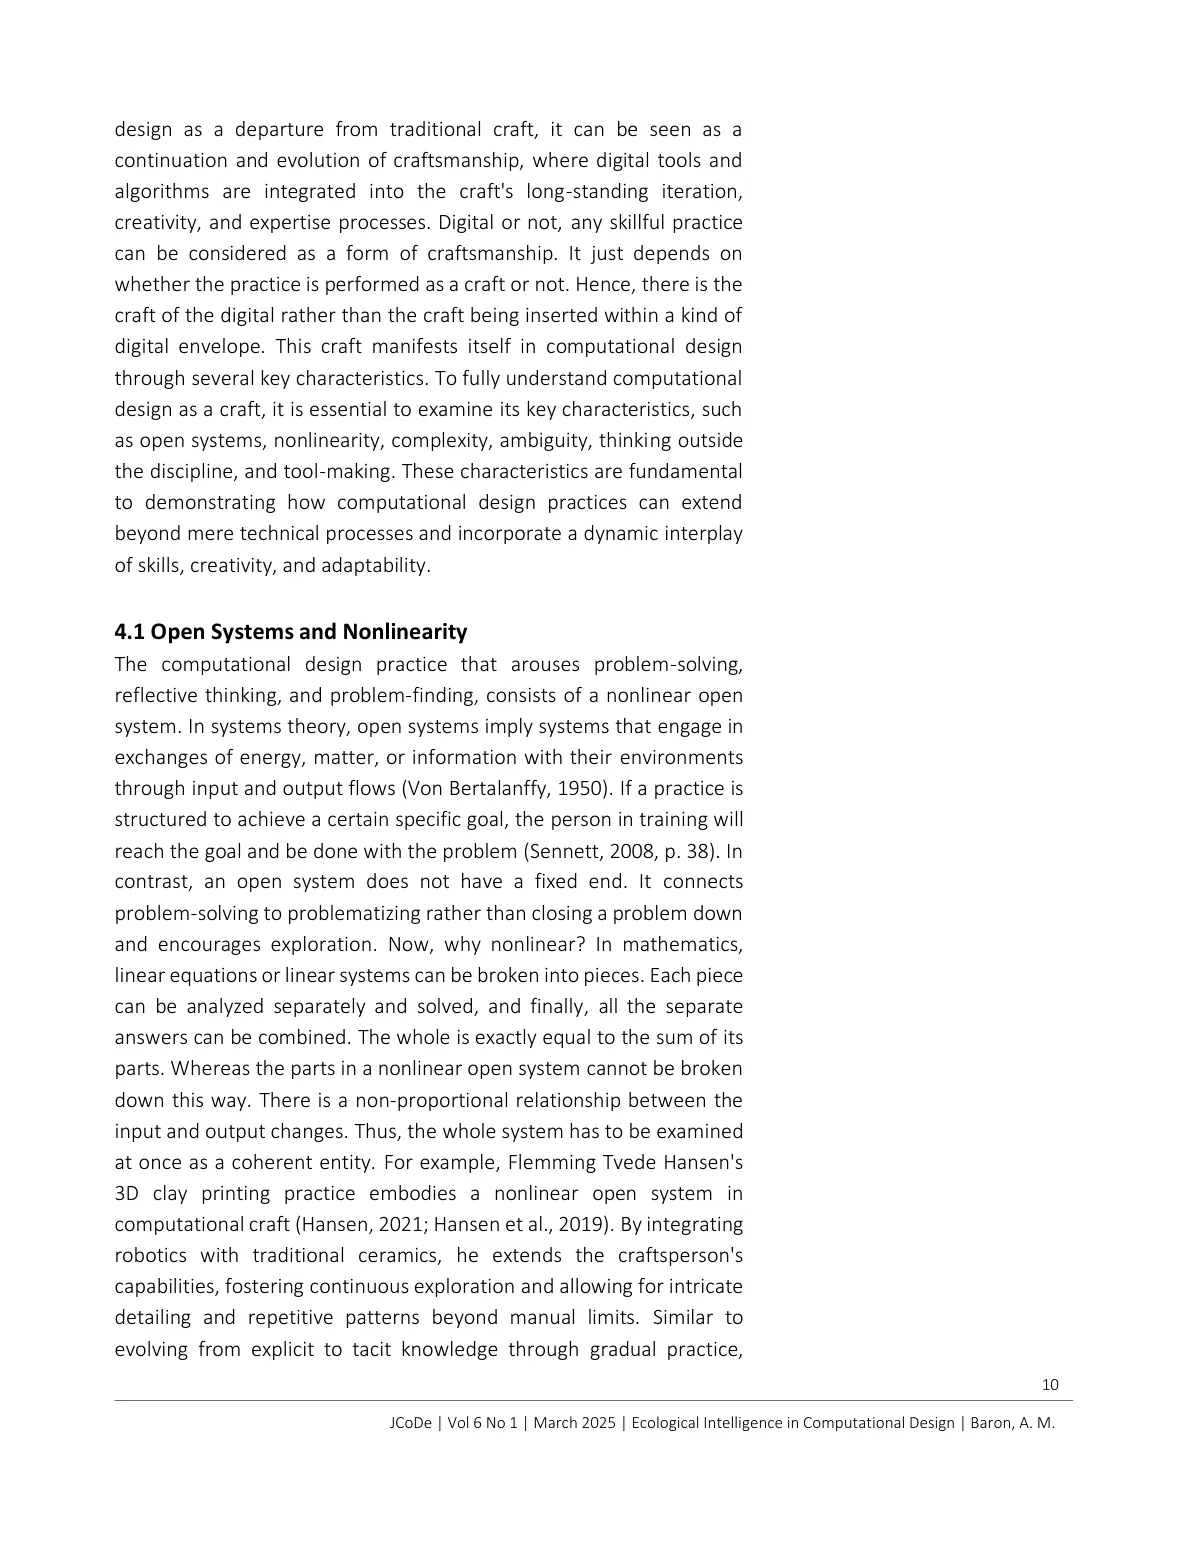 design as a departure from traditional craft, it can be seen as a
continuation and evolution of craftsmanship, where digital tools and
algorithms are integrated into the craft's long-standing iteration,
creativity, and expertise processes. Digital or not, any skillful practice
can be considered as a form of craftsmanship. It just depends on
whether the practice is performed as a craft or not. Hence, there is the
craft of the digital rather than the craft being inserted within a kind of
digital envelope. This craft manifests itself in computational design
through several key characteristics. To fully understand computational
design as a craft, it is essential to examine its key characteristics, such
as open systems, nonlinearity, complexity, ambiguity, thinking outside
the discipline, and tool-making. These characteristics are fundamental
to demonstrating how computational design practices can extend
beyond mere technical processes and incorporate a dynamic interplay
of skills, creativity, and adaptability.
4.1 Open Systems and Nonlinearity
The computational design practice that arouses problem-solving,
reflective thinking, and problem-finding, consists of a nonlinear open
system. In systems theory, open systems imply systems that engage in
exchanges of energy, matter, or information with their environments
through input and output flows (Von Bertalanffy, 1950). If a practice is
structured to achieve a certain specific goal, the person in training will
reach the goal and be done with the problem (Sennett, 2008, p. 38). In
contrast, an open system does not have a fixed end. It connects
problem-solving to problematizing rather than closing a problem down
and encourages exploration. Now, why nonlinear? In mathematics,
linear equations or linear systems can be broken into pieces. Each piece
can be analyzed separately and solved, and finally, all the separate
answers can be combined. The whole is exactly equal to the sum of its
parts. Whereas the parts in a nonlinear open system cannot be broken
down this way. There is a non-proportional relationship between the
input and output changes. Thus, the whole system has to be examined
at once as a coherent entity. For example, Flemming Tvede Hansen's
3D clay printing practice embodies a nonlinear open system in
computational craft (Hansen, 2021; Hansen et al., 2019). By integrating
robotics with traditional ceramics, he extends the craftsperson's
capabilities, fostering continuous exploration and allowing for intricate
detailing and repetitive patterns beyond manual limits. Similar to
evolving from explicit to tacit knowledge through gradual practice,
10
JCoDe | Vol 6 No 1 | March 2025 | Ecological Intelligence in Computational Design | Baron, A. M.